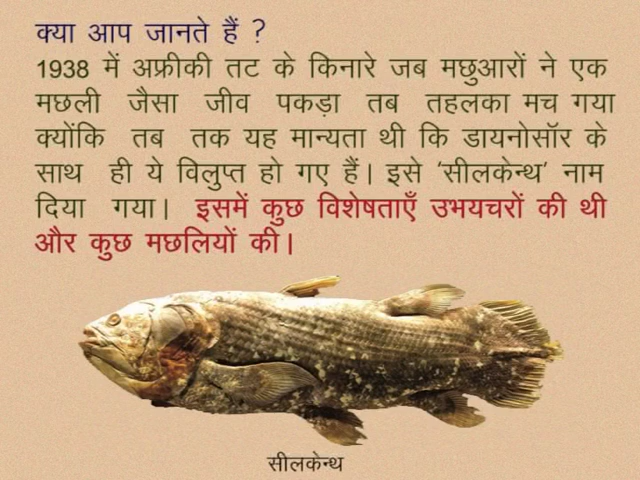 क्या आप जानते हैं ?
1938 में अफ्रीकी तट के किनारे जब मछुआरों ने एक
मछली जैसा जीव पकड़ा तब तहलका मच गया
क्योंकि तब तक यह मान्यता थी कि डायनोसॉर के
साथ ही ये विलुप्त हो गए हैं। इसे 'सीलकेन्थ' नाम
दिया गया। इसमें कुछ विशेषताएँ उभयचरों की थी
और कुछ मछलियों की।
सीलकेन्थ